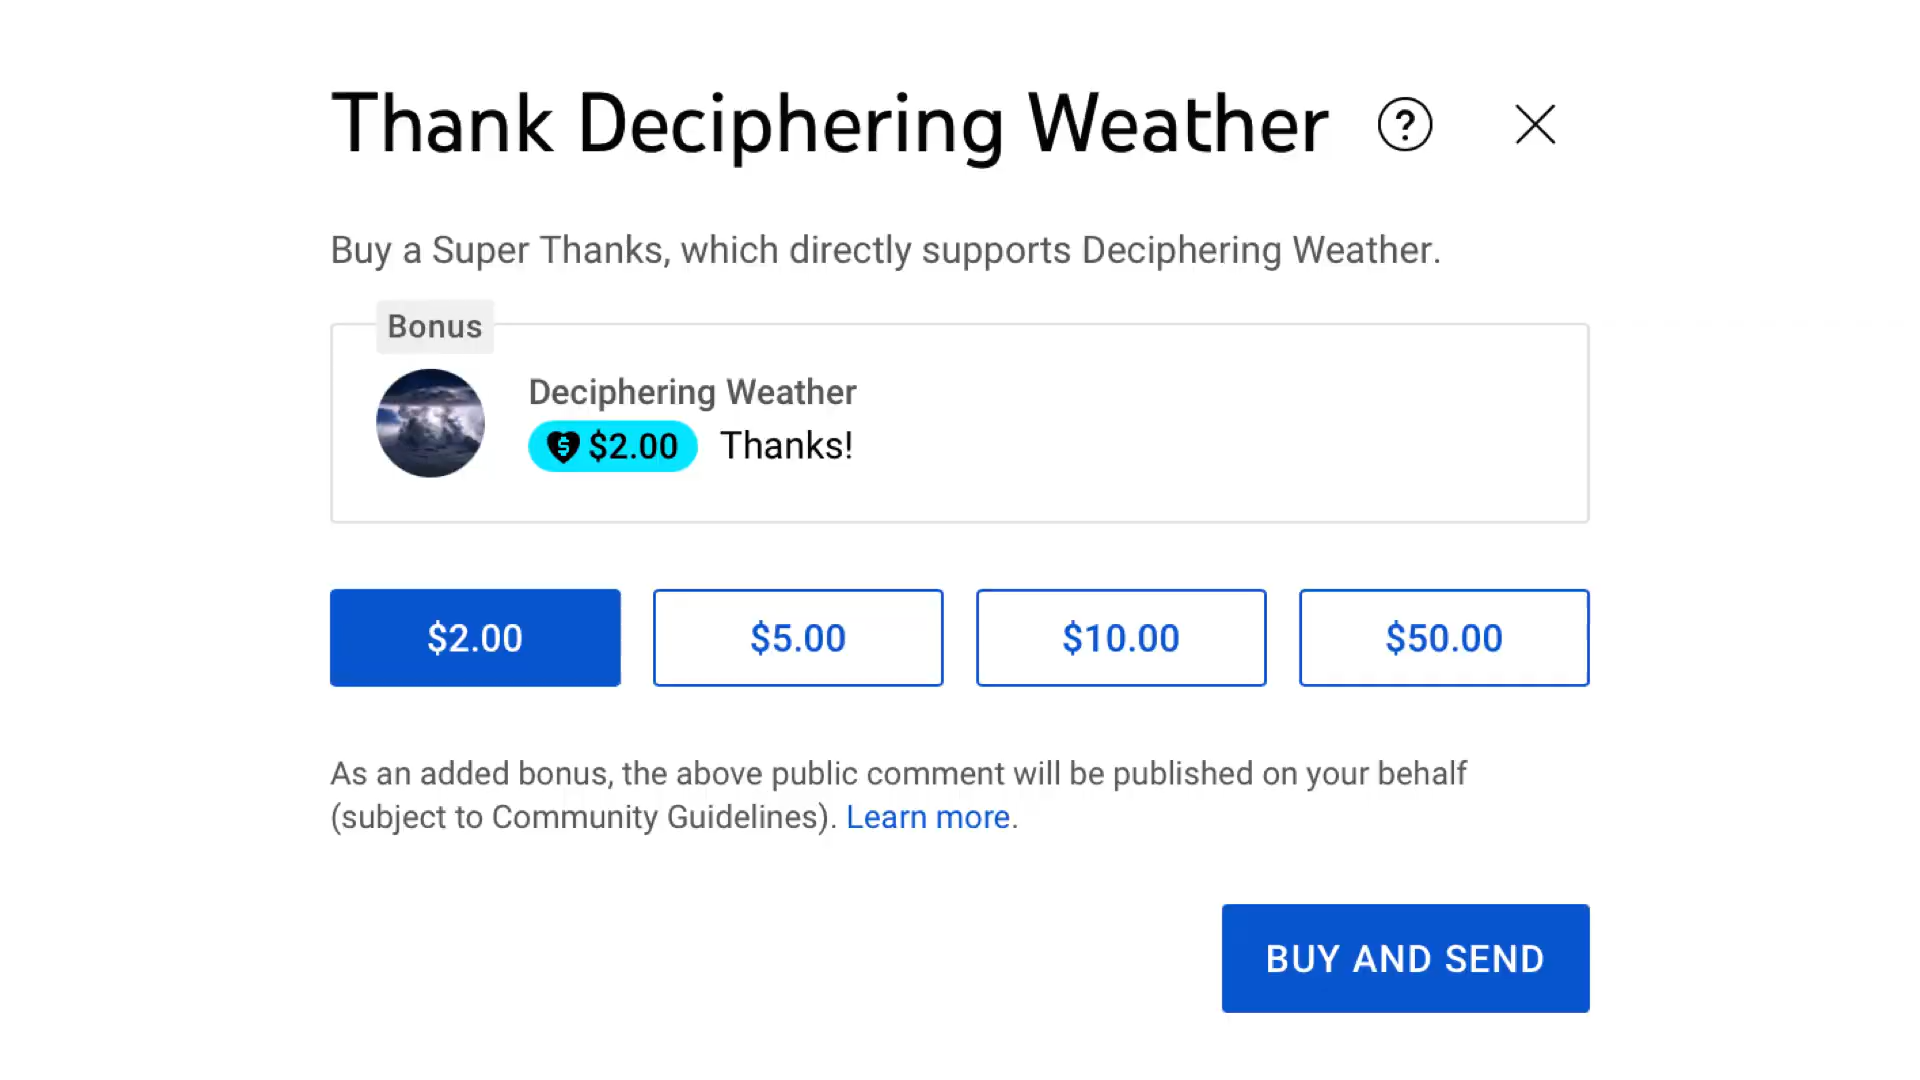 Thank Deciphering Weather ?
Buy a Super Thanks, which directly supports Deciphering Weather.
Bonus
Deciphering Weather
$ $2.00 Thanks!
$2.00 $5.00 $10.00 $50.00
As an added bonus, the above public comment will be published on your behalf
(subject to Community Guidelines). Learn more.
BUY AND SEND